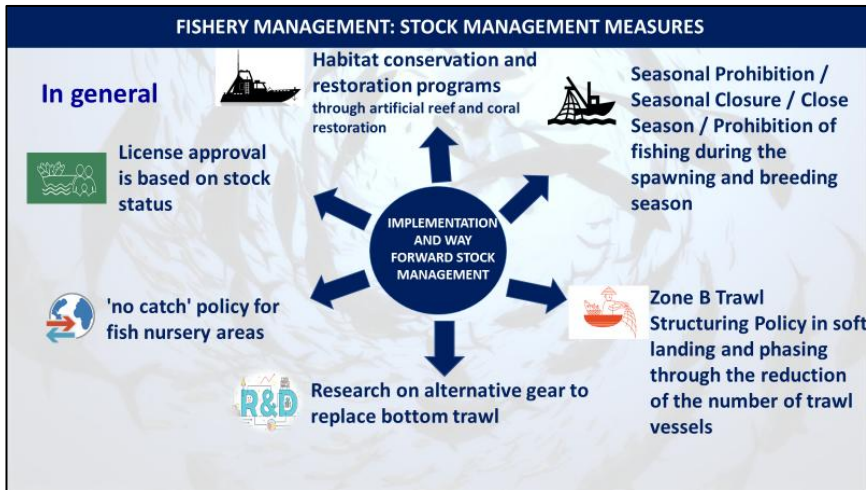 FISHERY MANAGEMENT: STOCK MANAGEMENT MEASURES
In general
Habitat conservation and
restoration programs
through artificial reef and coral
restoration
Seasonal Prohibition /
Seasonal Closure / Close
Season / Prohibition of
fishing during the
spawning and breeding
season
License approval
is based on stock
status
IMPLEMENTATION
AND WAY
FORWARD STOCK
MANAGEMENT
'no catch' policy for
fish nursery areas
Zone B Trawl
Structuring Policy in soft
landing and phasing
through the reduction
of the number of trawl
vessels
R&D
Research on alternative gear to
replace bottom trawl